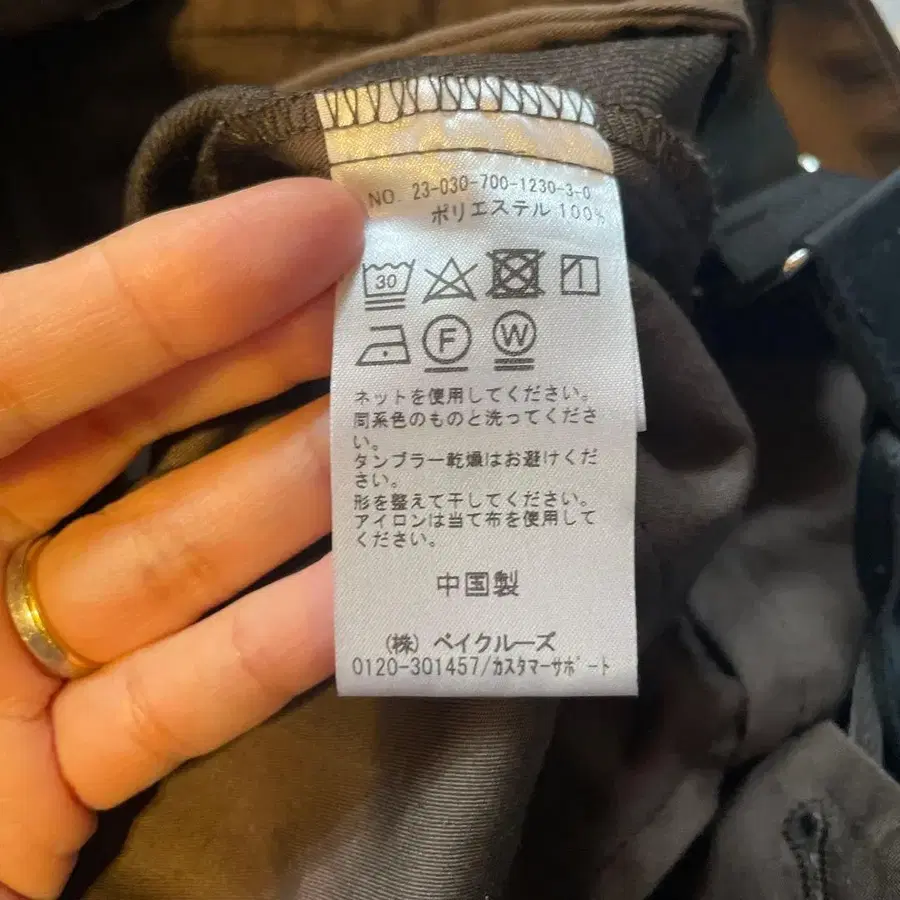 NO. 23-030-700-1230-3-0
ポリエステル 100%
30
F W
ネットを使用してください。
同系色のものと洗ってくださ
い。
タンブラー乾燥はお避けくだ
さい。
形を整えて干してください。
アイロンは当て布を使用して
ください。
中国製
(株) ベイクルーズ
0120-301457/カスタマーサポート